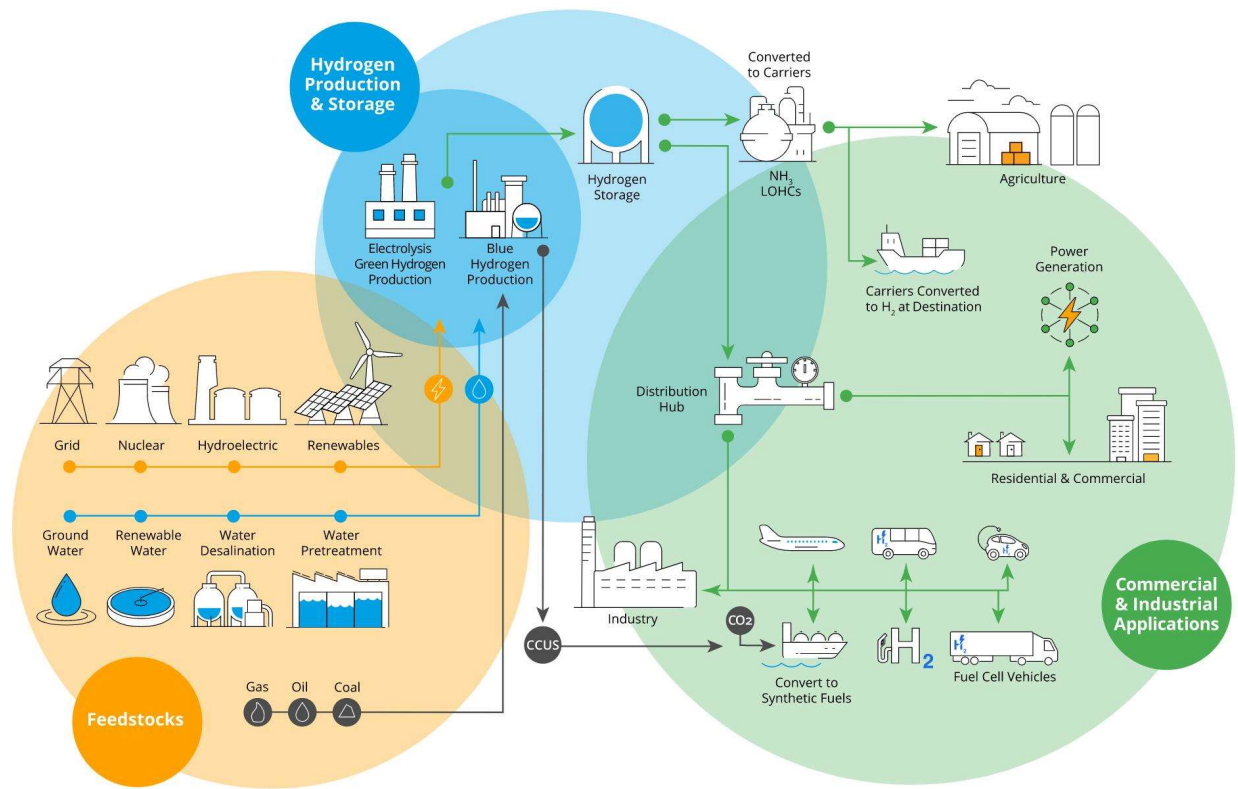 Hydrogen
Production
& Storage
Converted
to Carriers
NH3
LOHCs
Hydrogen
Storage
Agriculture
Electrolysis
Green Hydrogen
Production
Blue
Hydrogen
Production
Carriers Converted
to H2 at Destination
Power
Generation
Distribution
Hub
Residential & Commercial
Grid
Nuclear
Hydroelectric
Renewables
Ground
Water
Renewable
Water
Water
Desalination
Water
Pretreatment
Industry
H2
H2
CO2
CCUS
Convert to
Synthetic Fuels
H2
H2
Fuel Cell Vehicles
Commercial
& Industrial
Applications
Gas
Oil
Coal
Feedstocks